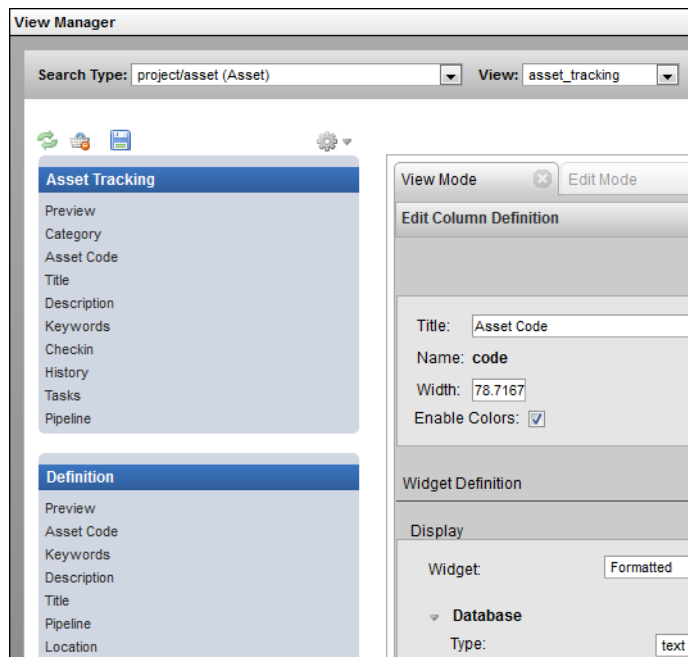 View Manager
Search Type: project/asset (Asset) View: asset_tracking
Asset Tracking
Preview
Category
Asset Code
Title
Description
Keywords
Checkin
History
Tasks
Pipeline
Definition
Preview
Asset Code
Keywords
Description
Title
Pipeline
Location
View Mode Edit Mode
Edit Column Definition
Title: Asset Code
Name: code
Width: 78.7167
Enable Colors:
Widget Definition
Display
Widget: Formatted
Database
Type: text